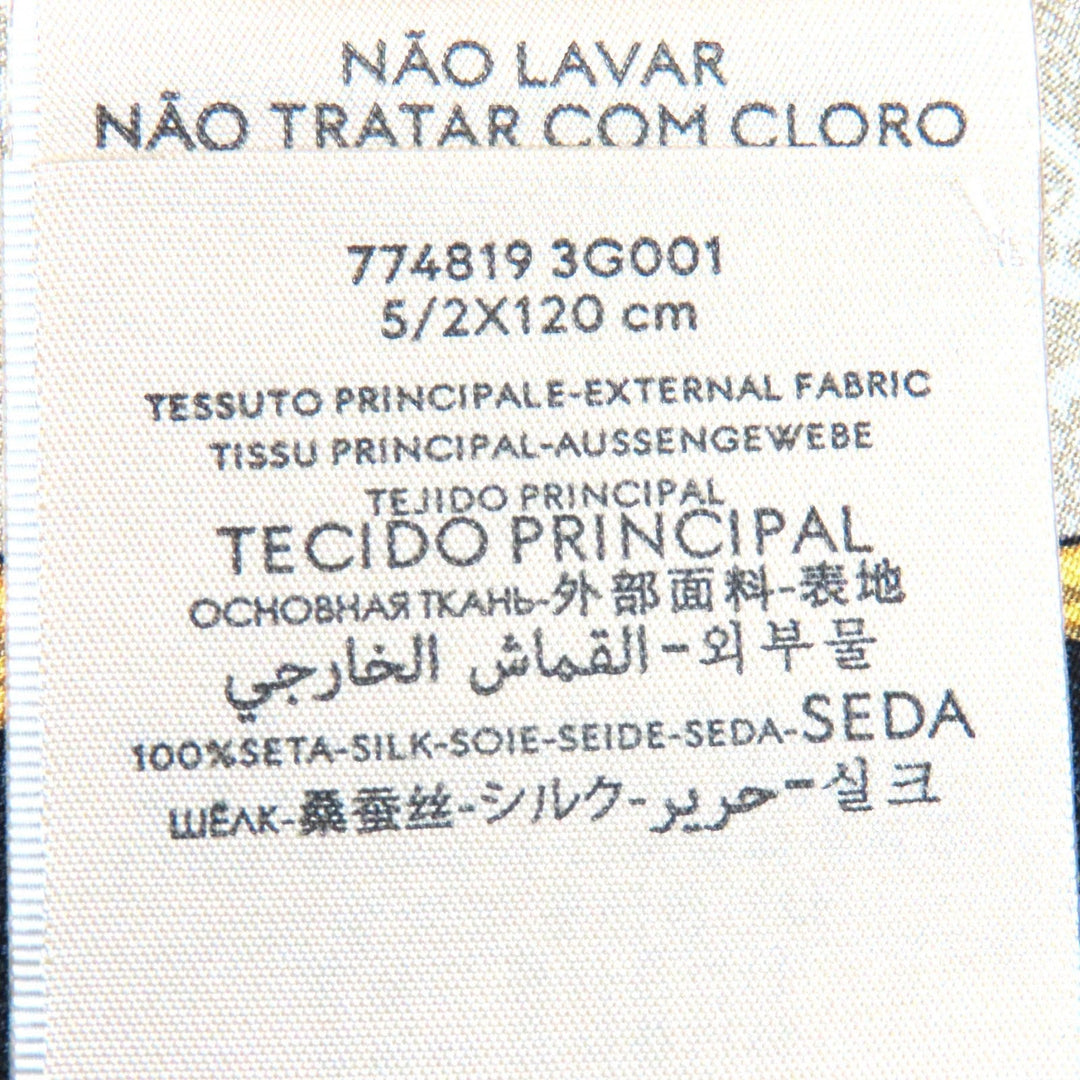 NÃO LAVAR
NÃO TRATAR COM CLORO
774819 3G001
5/2X120 cm
TESSUTO PRINCIPALE-EXTERNAL FABRIC
TISSU PRINCIPAL-AUSSENGEWEBE
TEJIDO PRINCIPAL
TECIDO PRINCIPAL
ОСНОВНАЯ ТКАНЬ-外部面料-表地
القماش الخارجي-외부물
100%SETA-SILK-SOIE-SEIDE-SEDA-SEDA
ШЁЛК-桑蚕丝-シルク-حرير-실크